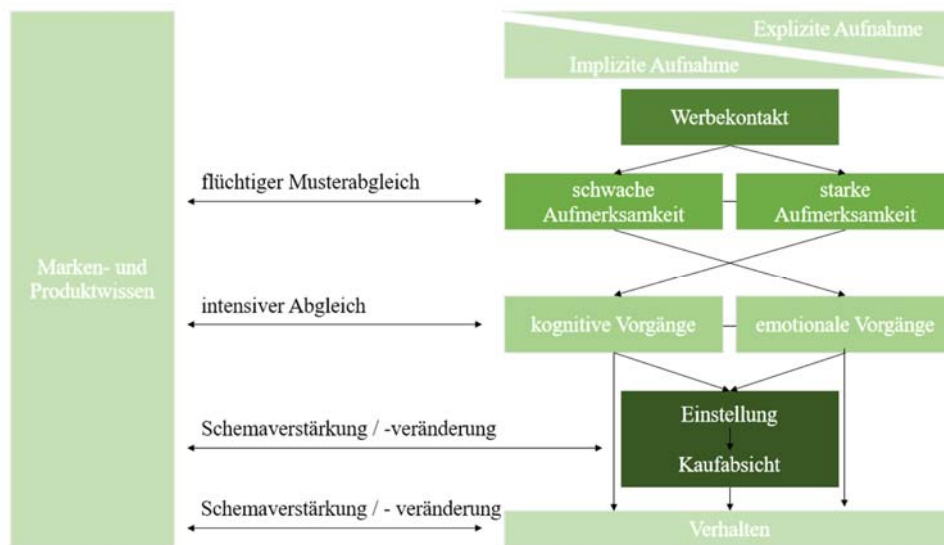 Explizite Aufnahme
Implizite Aufnahme
Werbekontakt
flüchtiger Musterabgleich
schwache
Aufmerksamkeit
starke
Aufmerksamkeit
Marken- und
Produktwissen
intensiver Abgleich
kognitive Vorgänge
emotionale Vorgänge
Einstellung
Schemaverstärkung / -veränderung
Kaufabsicht
Schemaverstärkung / - veränderung
Verhalten